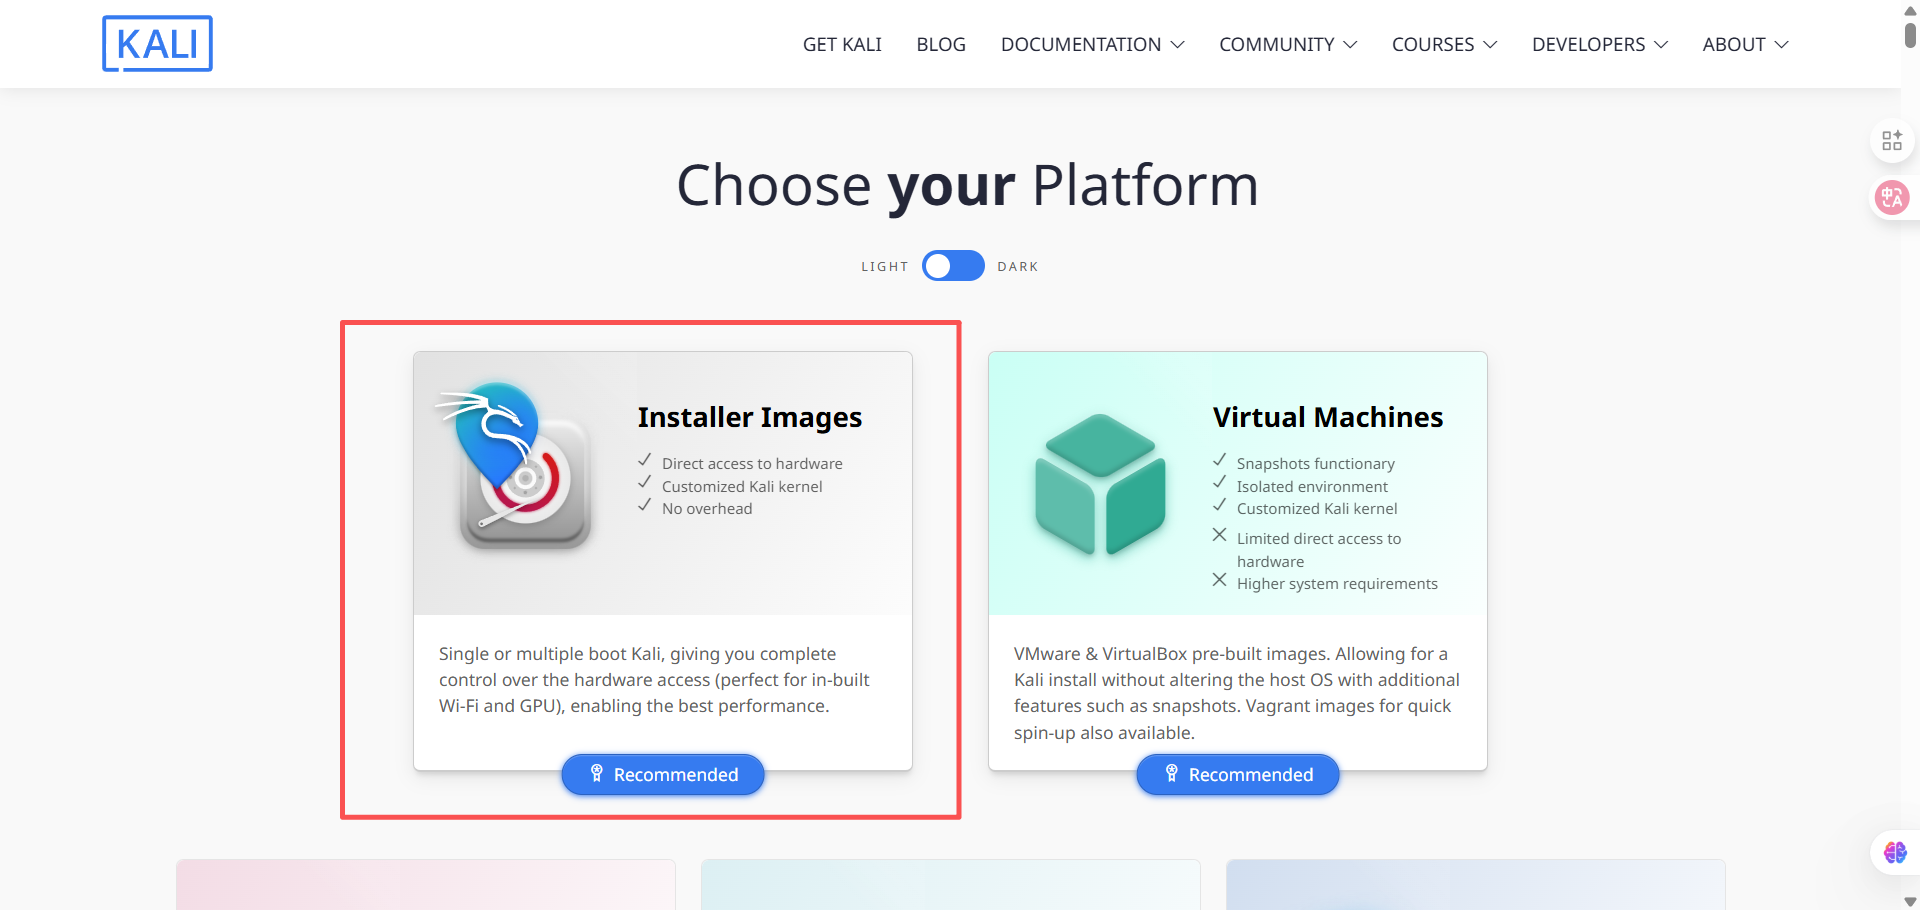 KALI
GET KALI
BLOG
DOCUMENTATION
COMMUNITY
COURSES
DEVELOPERS
ABOUT
Choose your Platform
LIGHT
DARK
Installer Images
Direct access to hardware
Customized Kali kernel
No overhead
Single or multiple boot Kali, giving you complete
control over the hardware access (perfect for in-built
Wi-Fi and GPU), enabling the best performance.
Recommended
Virtual Machines
Snapshots functionary
Isolated environment
Customized Kali kernel
Limited direct access to
hardware
Higher system requirements
VMware & VirtualBox pre-built images. Allowing for a
Kali install without altering the host OS with additional
features such as snapshots. Vagrant images for quick
spin-up also available.
Recommended
中A